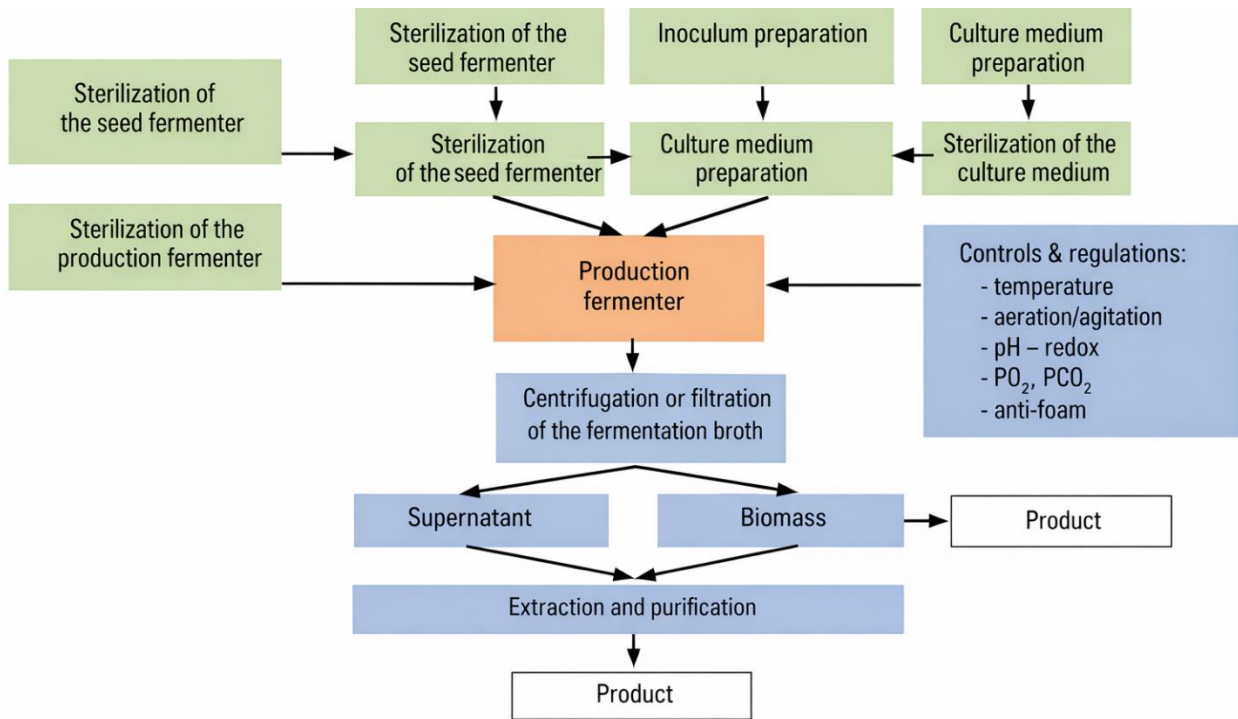 Sterilization of the
seed fermenter
Inoculum preparation
Culture medium
preparation
Sterilization of
the seed fermenter
Sterilization
of the seed fermenter
Culture medium
preparation
Sterilization of the
culture medium
Sterilization of the
production fermenter
Production
fermenter
Controls & regulations:
- temperature
- aeration/agitation
- pH – redox
- PO₂, PCO₂
- anti-foam
Centrifugation or filtration
of the fermentation broth
Supernatant
Biomass
Product
Extraction and purification
Product